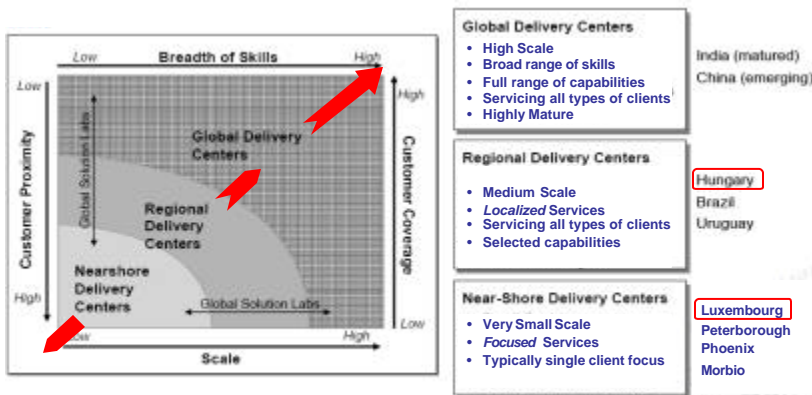 Low
Breadth of Skills
High
Low
High
Customer Proximity
Global Solution Labs
Global Delivery
Centers
Customer Coverage
Regional
Delivery
Centers
Nearshore
Delivery
Centers
Global Solution Labs
High
Low
Low
High
Scale
Global Delivery Centers
• High Scale
• Broad range of skills
• Full range of capabilities
• Servicing all types of clients
• Highly Mature
India (matured)
China (emerging)
Regional Delivery Centers
• Medium Scale
• Localized Services
• Servicing all types of clients
• Selected capabilities
Hungary
Brazil
Uruguay
Near-Shore Delivery Centers
• Very Small Scale
• Focused Services
• Typically single client focus
Luxembourg
Peterborough
Phoenix
Morbio